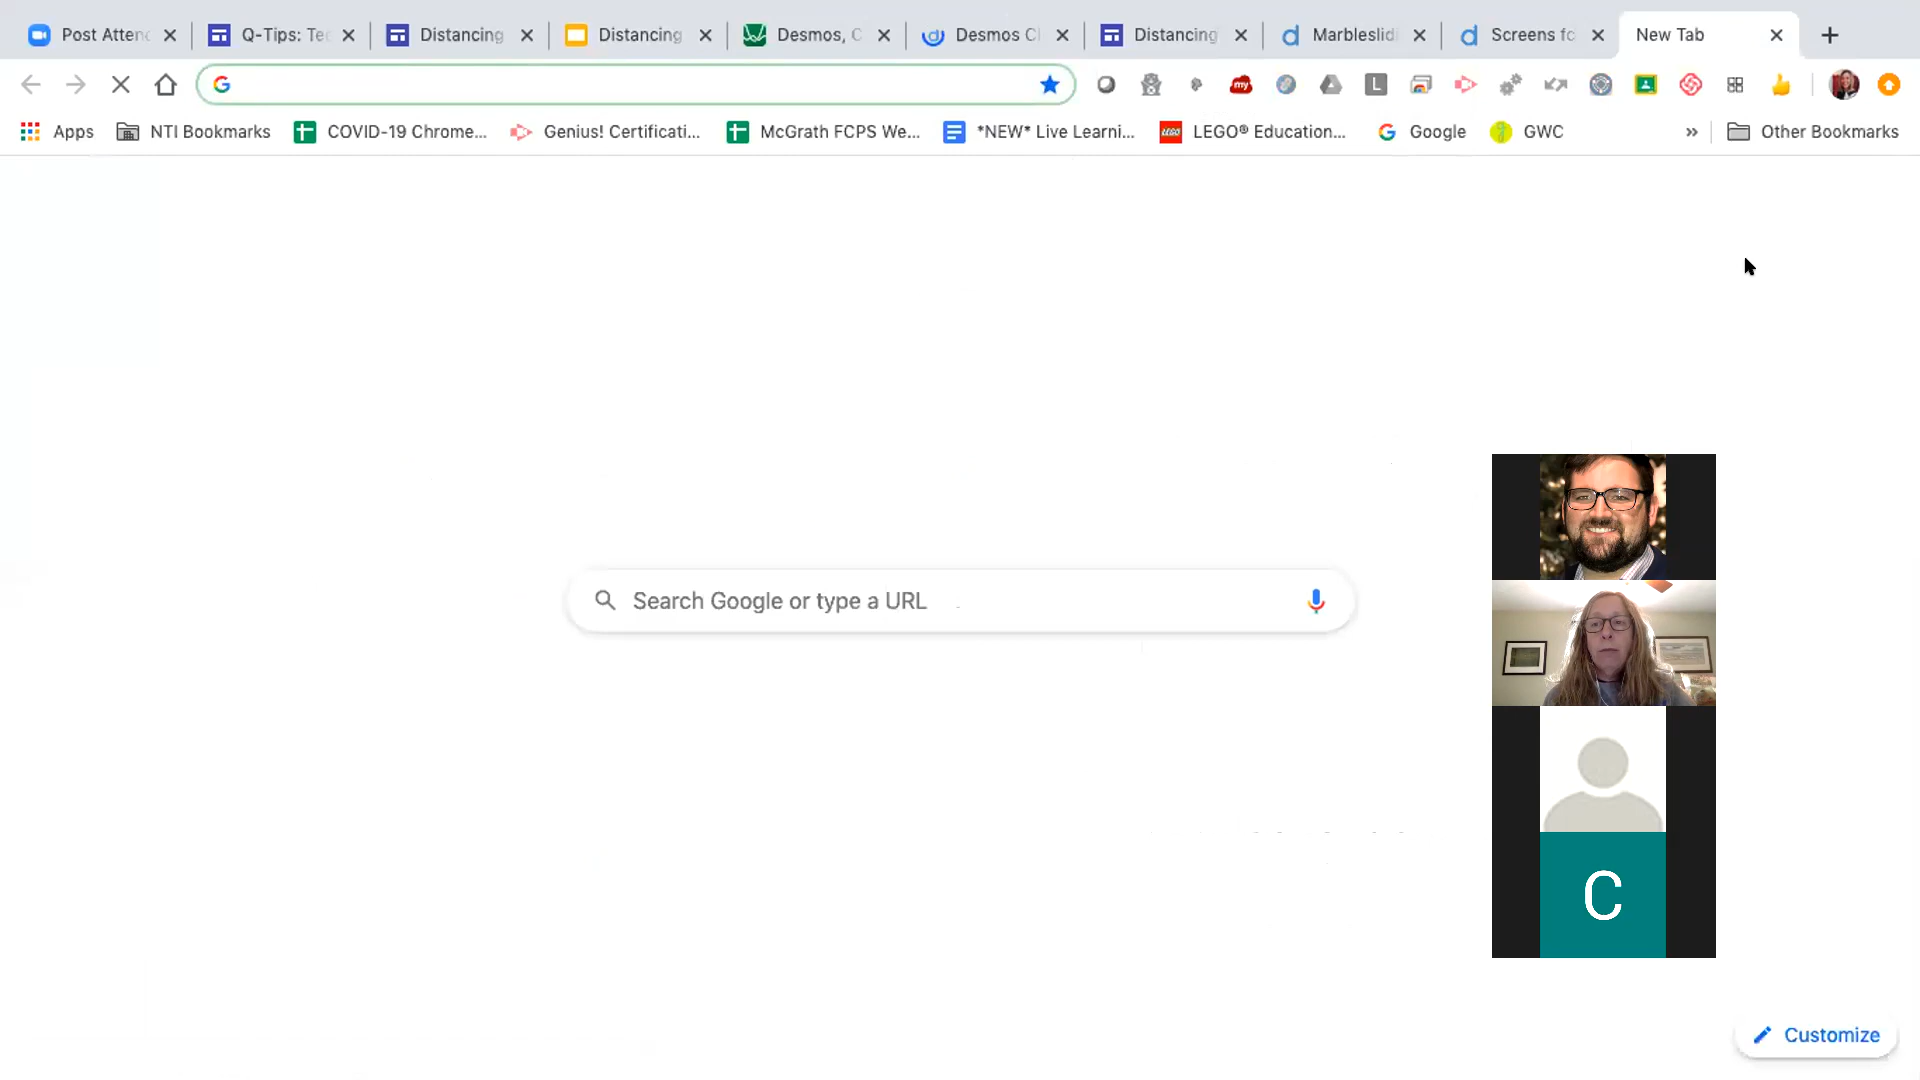 Post Atten Q-Tips: Te Distancing Distancing Desmos, C Desmos Cl Distancing Marbleslid Screens fo New Tab
my L
Apps NTI Bookmarks COVID-19 Chrome... Genius! Certificati... McGrath FCPS We... *NEW* Live Learni... LEGO® Education... Google GWC » Other Bookmarks
Search Google or type a URL
C
Customize